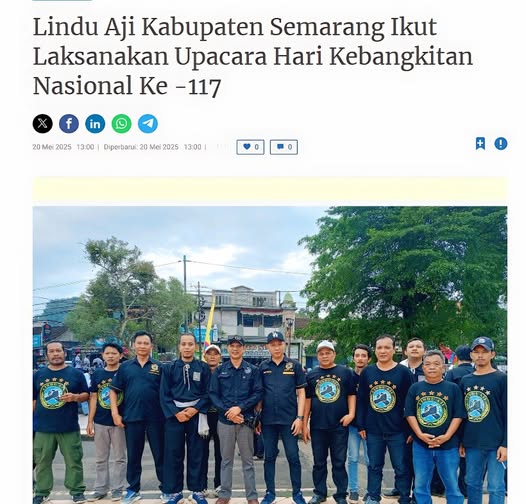 Lindu Aji Kabupaten Semarang Ikut
Laksanakan Upacara Hari Kebangkitan
Nasional Ke -117
20 Mei 2025 13:00 | Diperbarui: 20 Mei 2025 13:00 |
0
0